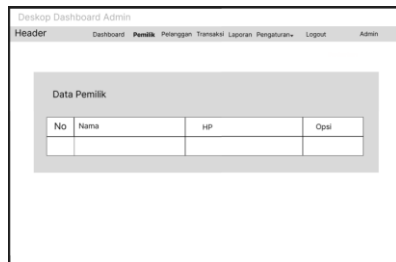 Deskop Dashboard Admin
Header Dashboard Pemilik Pelanggan Transaksi Laporan Pengaturan Logout Admin
Data Pemilik
No Nama HP Opsi